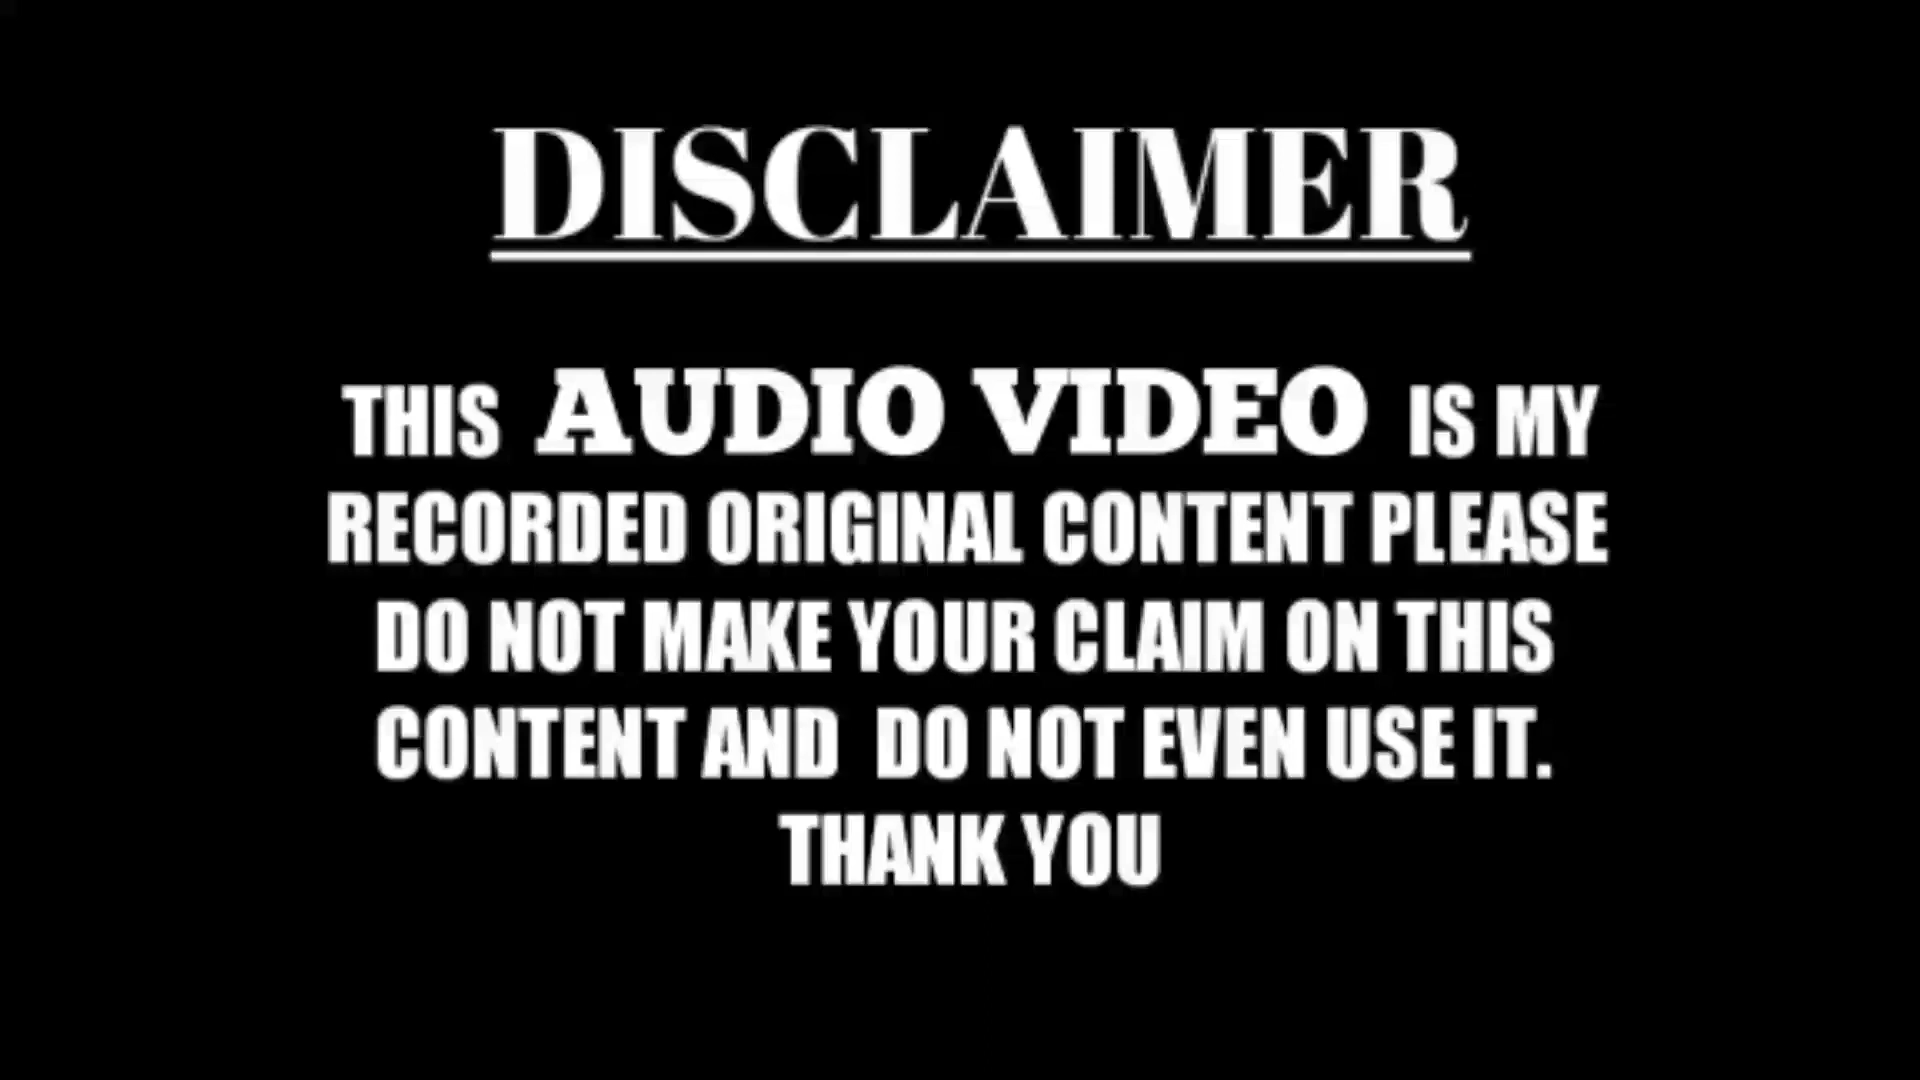 DISCLAIMER
THIS AUDIO VIDEO IS MY
RECORDED ORIGINAL CONTENT PLEASE
DO NOT MAKE YOUR CLAIM ON THIS
CONTENT AND DO NOT EVEN USE IT.
THANK YOU